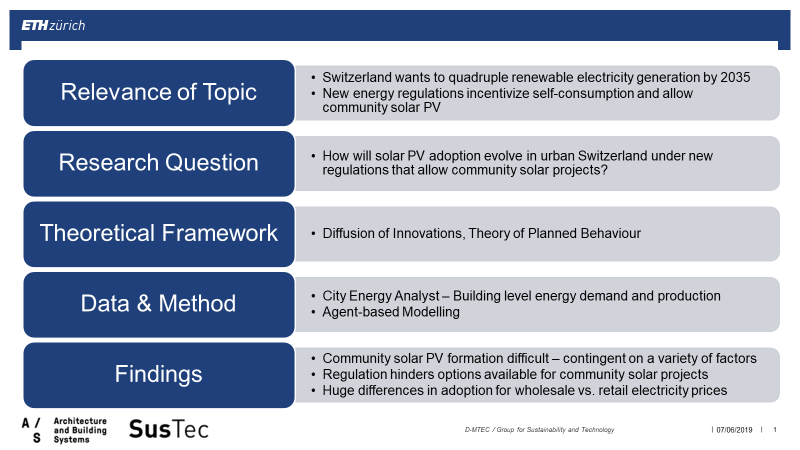 ETH zürich
Relevance of Topic
• Switzerland wants to quadruple renewable electricity generation by 2035
• New energy regulations incentivize self-consumption and allow
community solar PV
Research Question
• How will solar PV adoption evolve in urban Switzerland under new
regulations that allow community solar projects?
Theoretical Framework
• Diffusion of Innovations, Theory of Planned Behaviour
Data & Method
• City Energy Analyst – Building level energy demand and production
• Agent-based Modelling
Findings
• Community solar PV formation difficult – contingent on a variety of factors
• Regulation hinders options available for community solar projects
• Huge differences in adoption for wholesale vs. retail electricity prices
A /
S
Architecture
and Building
Systems
SusTec
D-MTEC / Group for Sustainability and Technology
| 07/06/2019 | 1